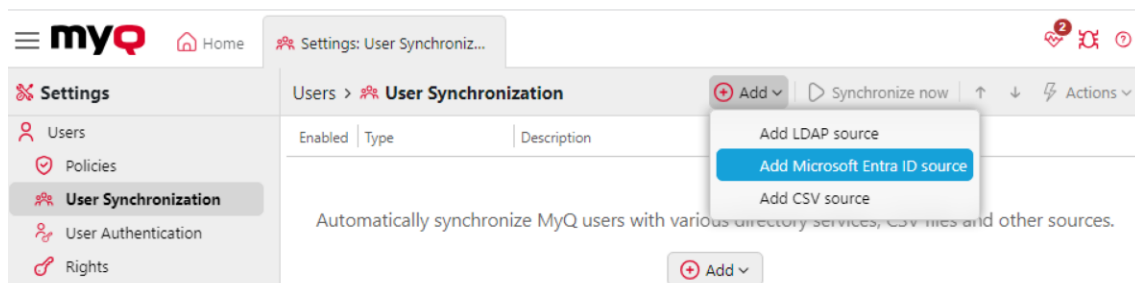 myQ Home Settings: User Synchroniz... 2
Settings
Users > User Synchronization
Add Synchronize now Actions
Users
Policies
User Synchronization
User Authentication
Rights
Enabled Type Description
Add LDAP source
Add Microsoft Entra ID source
Add CSV source
Automatically synchronize MyQ users with various directory services, CSV files and other sources.
Add